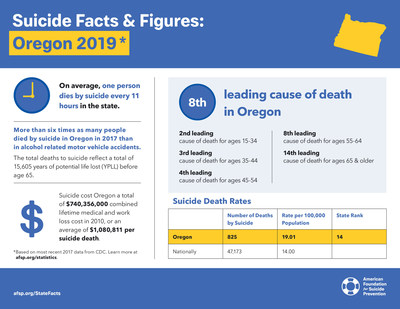 Suicide Facts & Figures:
Oregon 2019*
On average, one person
dies by suicide every 11
hours in the state.
More than six times as many people
died by suicide in Oregon in 2017 than
in alcohol related motor vehicle accidents.
The total deaths to suicide reflect a total of
15,605 years of potential life lost (YPLL) before
age 65.
$
Suicide cost Oregon a total
of $740,356,000 combined
lifetime medical and work
loss cost in 2010, or an
average of $1,080,811 per
suicide death.
*Based on most recent 2017 data from CDC. Learn more at
afsp.org/statistics.
8th
leading cause of death
in Oregon
2nd leading
cause of death for ages 15-34
3rd leading
cause of death for ages 35-44
4th leading
cause of death for ages 45-54
8th leading
cause of death for ages 55-64
14th leading
cause of death for ages 65 & older
Suicide Death Rates
Number of Deaths by Suicide Rate per 100,000 Population State Rank
Oregon 825 19.01 14
Nationally 47,173 14.00
afsp.org/StateFacts
American
Foundation
for Suicide
Prevention